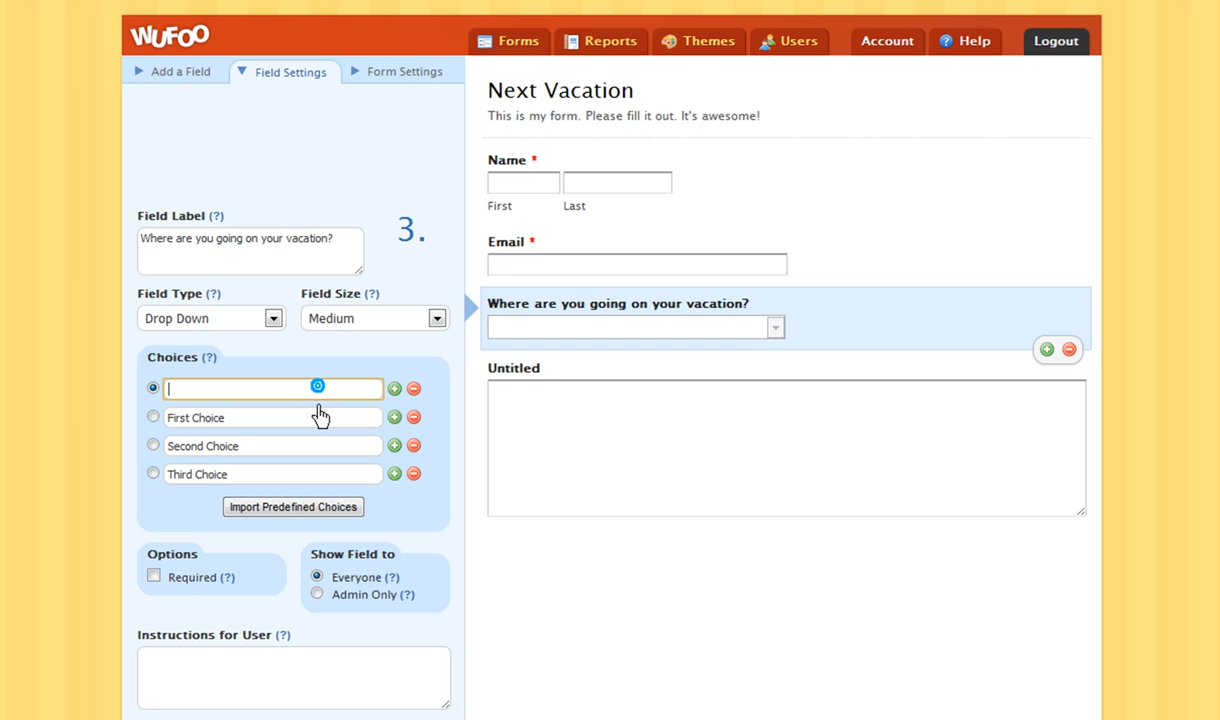 WUFOO
Forms Reports Themes Users Account Help Logout
Add a Field Field Settings Form Settings
Next Vacation
This is my form. Please fill it out. It's awesome!
Name *
First Last
Field Label (?)
3.
Where are you going on your vacation?
Email *
Field Type (?) Field Size (?)
Drop Down Medium
Where are you going on your vacation?
Choices (?)
Untitled
First Choice
Second Choice
Third Choice
Import Predefined Choices
Options Show Field to
Required (?) Everyone (?)
Admin Only (?)
Instructions for User (?)